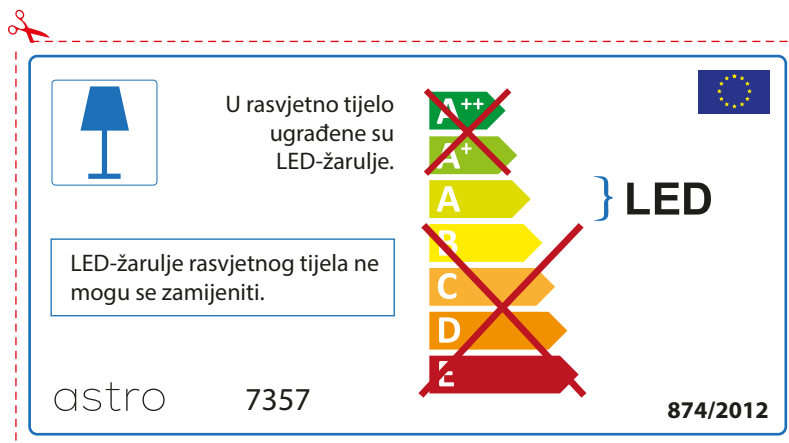 U rasvjetno tijelo
ugrađene su
LED-žarulje.
LED-žarulje rasvjetnog tijela ne
mogu se zamijeniti.
A++
A+
A
B
C
D
E
LED
astro
7357
874/2012